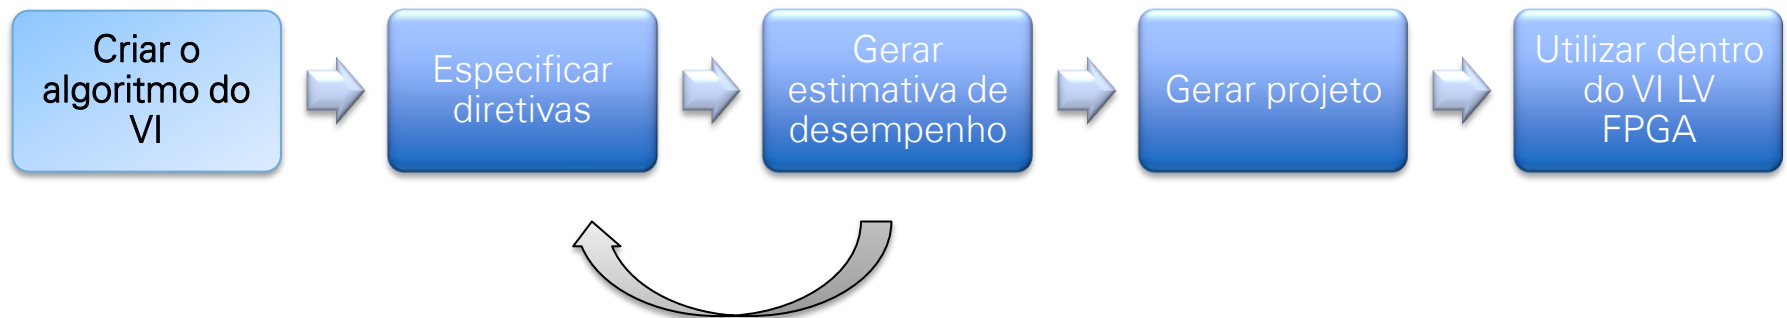 Criar o
algoritmo do
VI
Especificar
diretivas
Gerar
estimativa de
desempenho
Gerar projeto
Utilizar dentro
do VI LV
FPGA